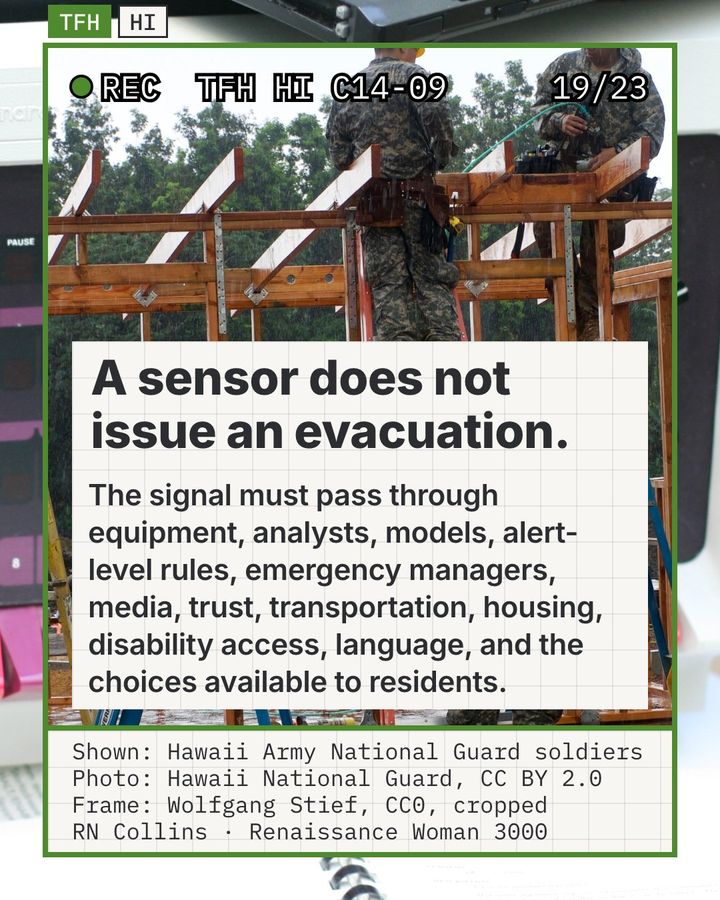 TFH HI
REC TFH HI C14-09 19/23
PAUSE
8
A sensor does not
issue an evacuation.
The signal must pass through
equipment, analysts, models, alert-
level rules, emergency managers,
media, trust, transportation, housing,
disability access, language, and the
choices available to residents.
Shown: Hawaii Army National Guard soldiers
Photo: Hawaii National Guard, CC BY 2.0
Frame: Wolfgang Stief, CC0, cropped
RN Collins · Renaissance Woman 3000